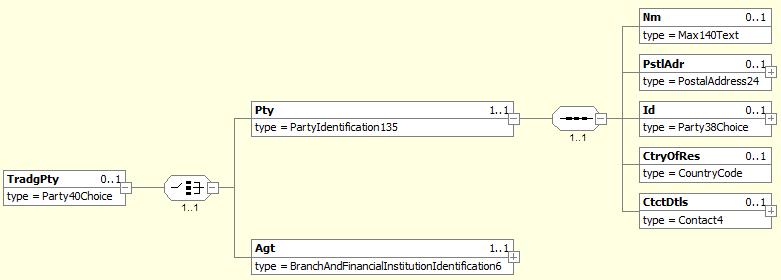 Nm 0..1
type = Max140Text
PstlAdr 0..1
type = PostalAddress24
Pty 1..1
type = PartyIdentification135
Id 0..1
type = Party38Choice
1..1
CtryOfRes 0..1
type = CountryCode
TradgPty 0..1
type = Party40Choice
1..1
CtctDtls 0..1
type = Contact4
Agt 1..1
type = BranchAndFinancialInstitutionIdentification6